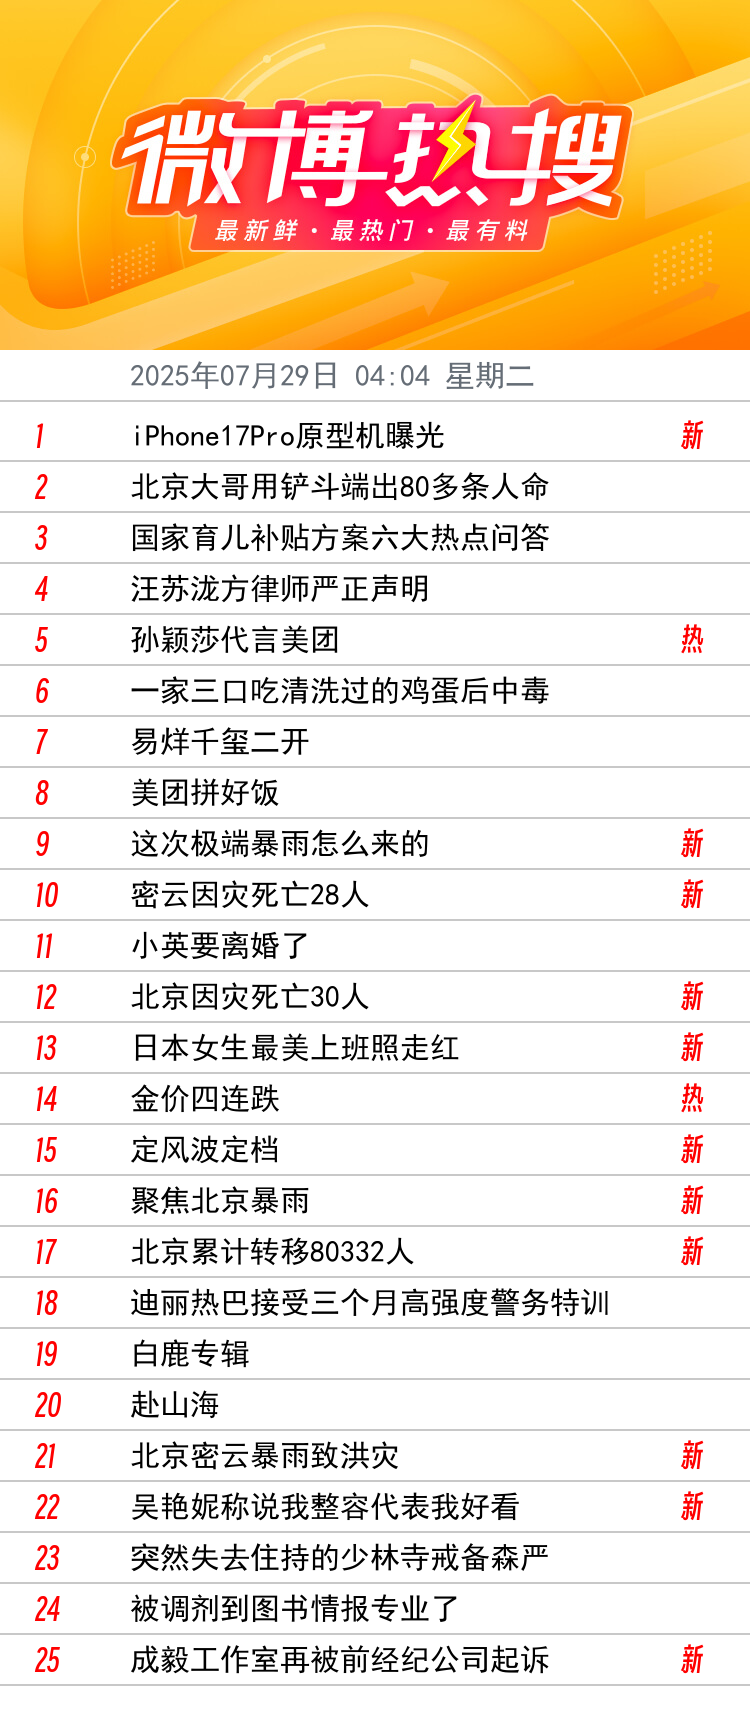 微博热搜
最新鲜·最热门·最有料
2025年07月29日 04:04 星期二
1 iPhone17Pro原型机曝光 新
2 北京大哥用铲斗端出80多条人命
3 国家育儿补贴方案六大热点问答
4 汪苏泷方律师严正声明
5 孙颖莎代言美团 热
6 一家三口吃清洗过的鸡蛋后中毒
7 易烊千玺二开
8 美团拼好饭
9 这次极端暴雨怎么来的 新
10 密云因灾死亡28人 新
11 小英要离婚了
12 北京因灾死亡30人 新
13 日本女生最美上班照走红 新
14 金价四连跌 热
15 定风波定档 新
16 聚焦北京暴雨 新
17 北京累计转移80332人 新
18 迪丽热巴接受三个月高强度警务特训
19 白鹿专辑
20 赴山海
21 北京密云暴雨致洪灾 新
22 吴艳妮称说我整容代表我好看 新
23 突然失去住持的少林寺戒备森严
24 被调剂到图书情报专业了
25 成毅工作室再被前经纪公司起诉 新